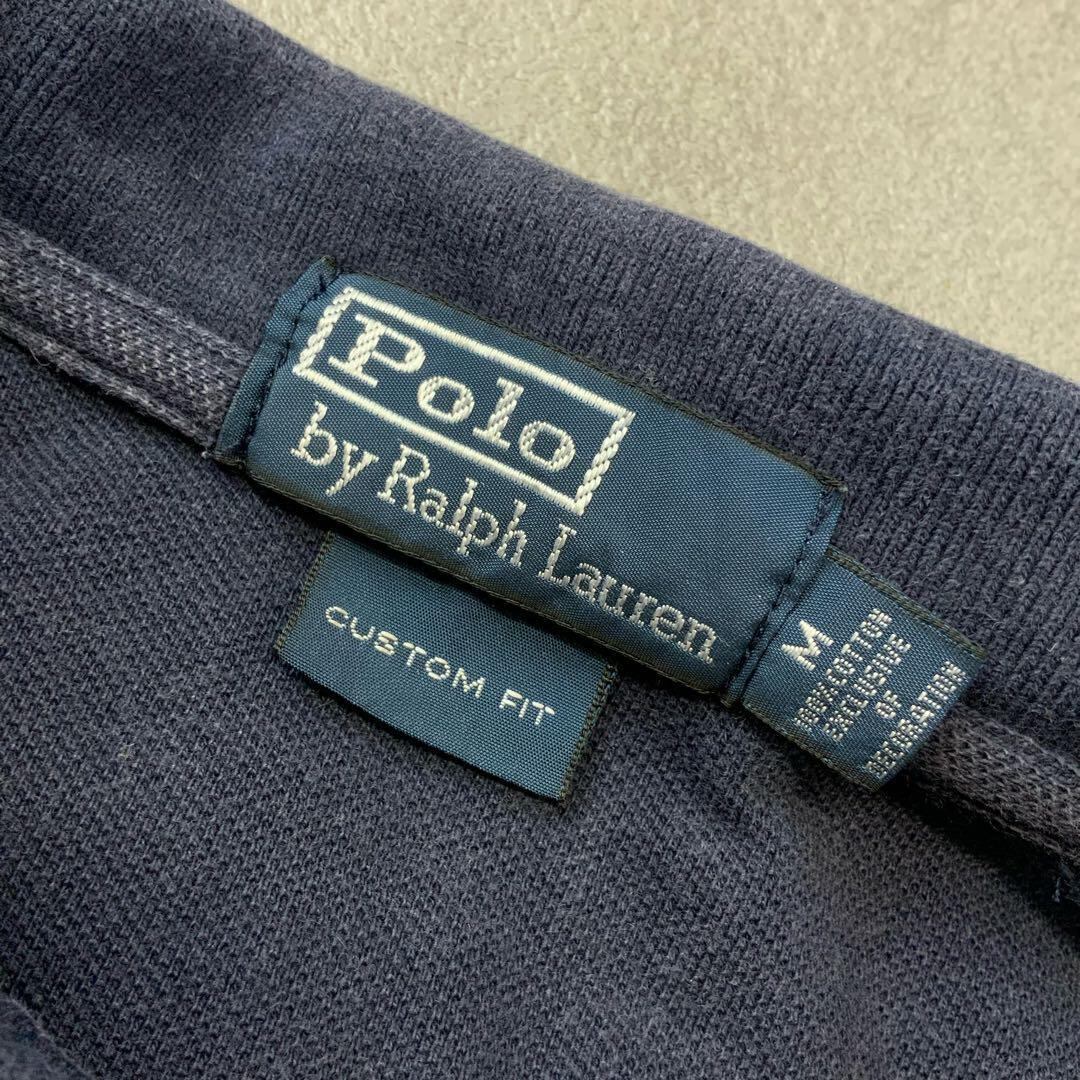 Polo
by Ralph Lauren
CUSTOM FIT
M
100% COTTON
EXCLUSIVE
OF
DECORATION